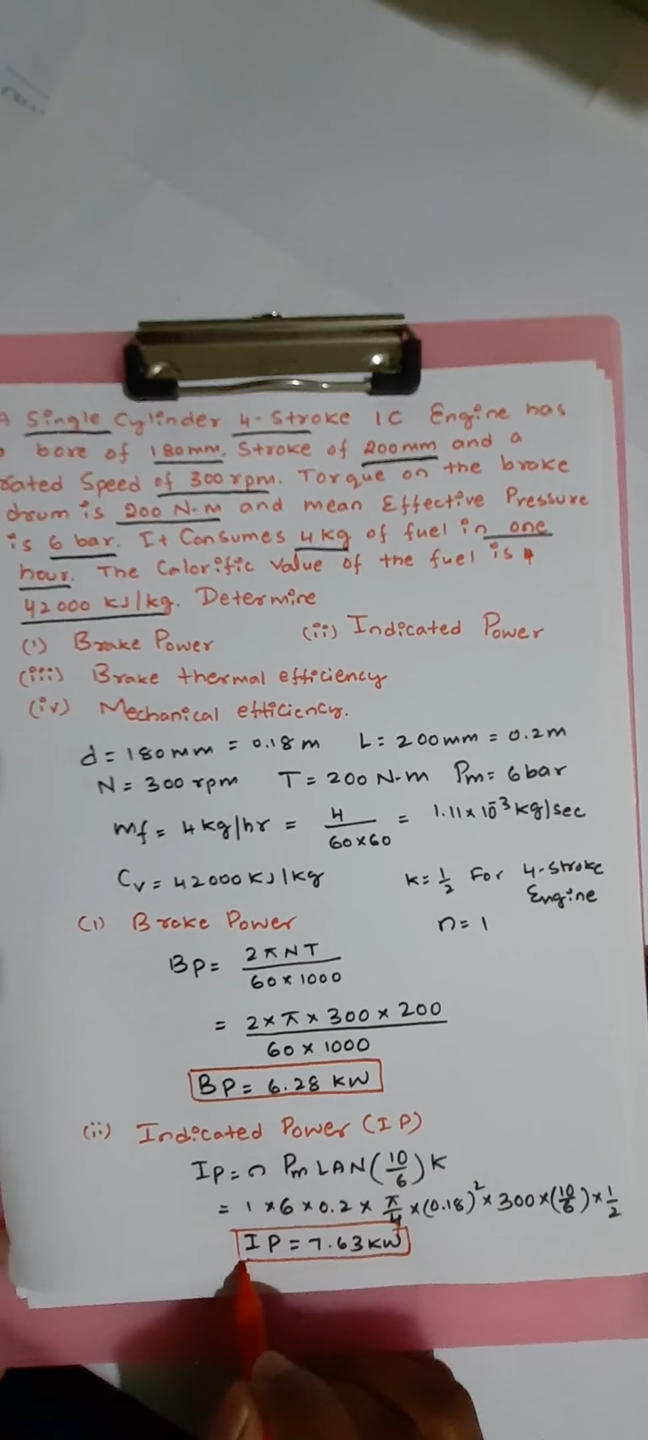 A Single Cylinder 4-Stroke IC Engine has
bore of 180mm, Stroke of 200mm and a
rated Speed of 300 rpm. Torque on the brake
drum is 200 N-m and mean Effective Pressure
is 6 bar. It Consumes 4 kg of fuel in one
hour. The Calorific Value of the fuel is
42000 KJ/kg. Determine
(i) Brake Power (ii) Indicated Power
(iii) Brake thermal efficiency
(iv) Mechanical efficiency.
d = 180mm = 0.18m L = 200mm = 0.2m
N = 300 rpm T = 200 N-m Pm = 6 bar
mf = 4 kg/hr = 4/(60×60) = 1.11×10⁻³ kg/sec
Cv = 42000 KJ/kg K = 1/2 For 4-Stroke
Engine
n = 1
(i) Brake Power
BP = 2πNT/(60×1000)
= (2×π×300×200)/(60×1000)
BP = 6.28 KW
(ii) Indicated Power (IP)
IP = n Pm LAN (10/6) K
= 1×6×0.2×π/4×(0.18)²×300×(10/6)×1/2
IP = 7.63 KW